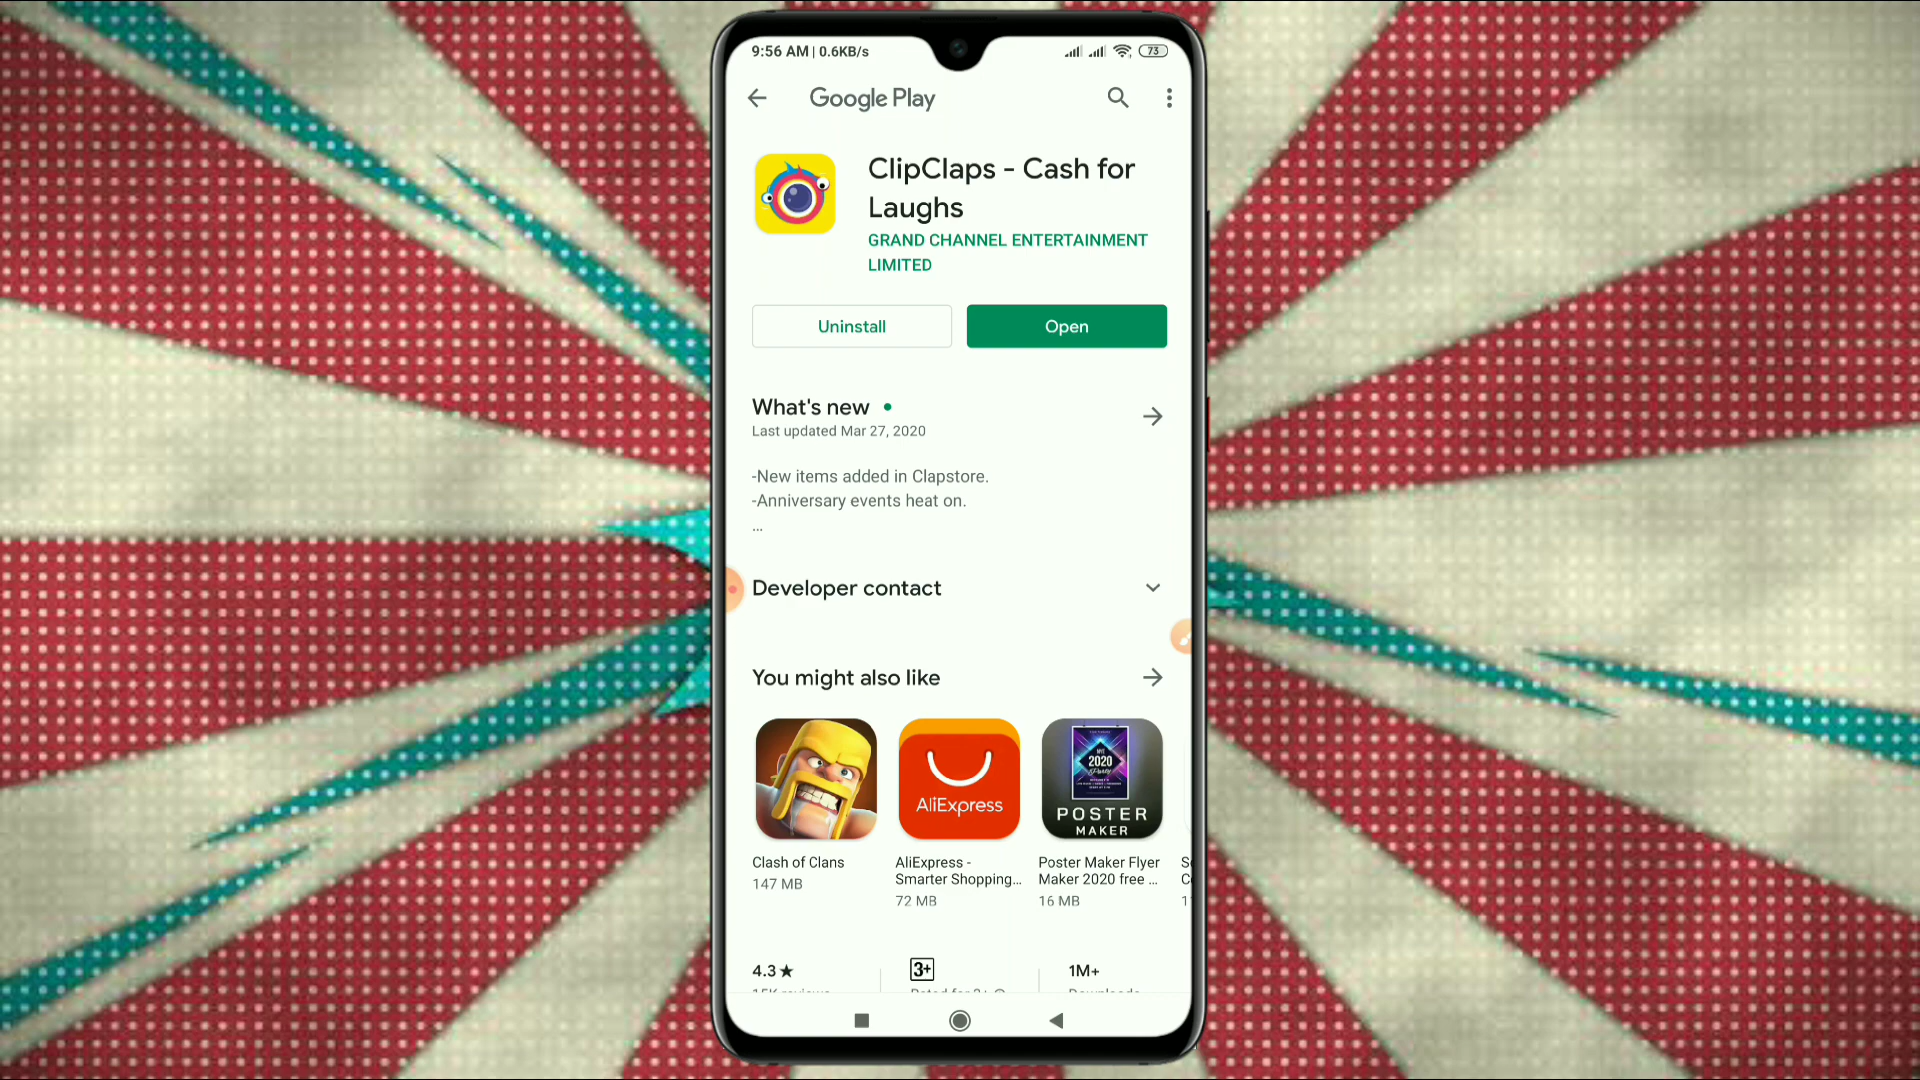 9:56 AM | 0.6KB/s
73
Google Play
ClipClaps - Cash for
Laughs
GRAND CHANNEL ENTERTAINMENT
LIMITED
Uninstall
Open
What's new
Last updated Mar 27, 2020
-New items added in Clapstore.
-Anniversary events heat on.
...
Developer contact
You might also like
AliExpress
NYE
2020
Party
POSTER
MAKER
Clash of Clans
147 MB
AliExpress -
Smarter Shopping...
72 MB
Poster Maker Flyer
Maker 2020 free ...
16 MB
4.3★
3+
1M+